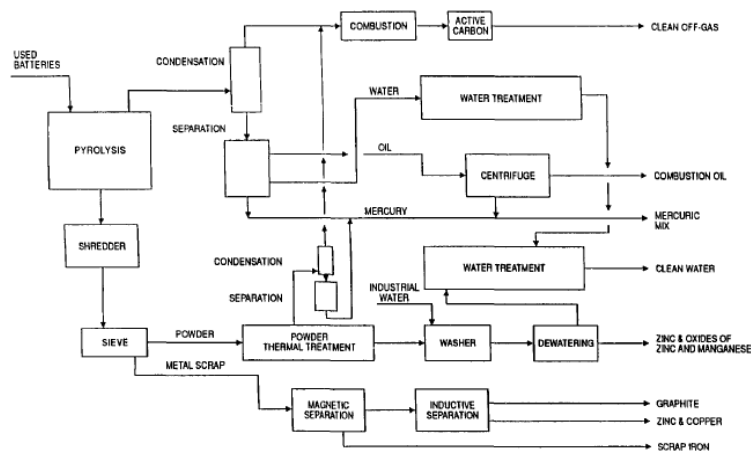 COMBUSTION
ACTIVE
CARBON
CLEAN OFF-GAS
USED
BATTERIES
CONDENSATION
WATER
WATER TREATMENT
PYROLYSIS
SEPARATION
OIL
CENTRIFUGE
COMBUSTION OIL
MERCURY
MERCURIC
MIX
SHREDDER
CONDENSATION
WATER TREATMENT
CLEAN WATER
SEPARATION
INDUSTRIAL
WATER
SIEVE
POWDER
POWDER
THERMAL TREATMENT
WASHER
DEWATERING
ZINC & OXIDES OF
ZINC AND MANGANESE
METAL SCRAP
MAGNETIC
SEPARATION
INDUCTIVE
SEPARATION
GRAPHITE
ZINC & COPPER
SCRAP IRON